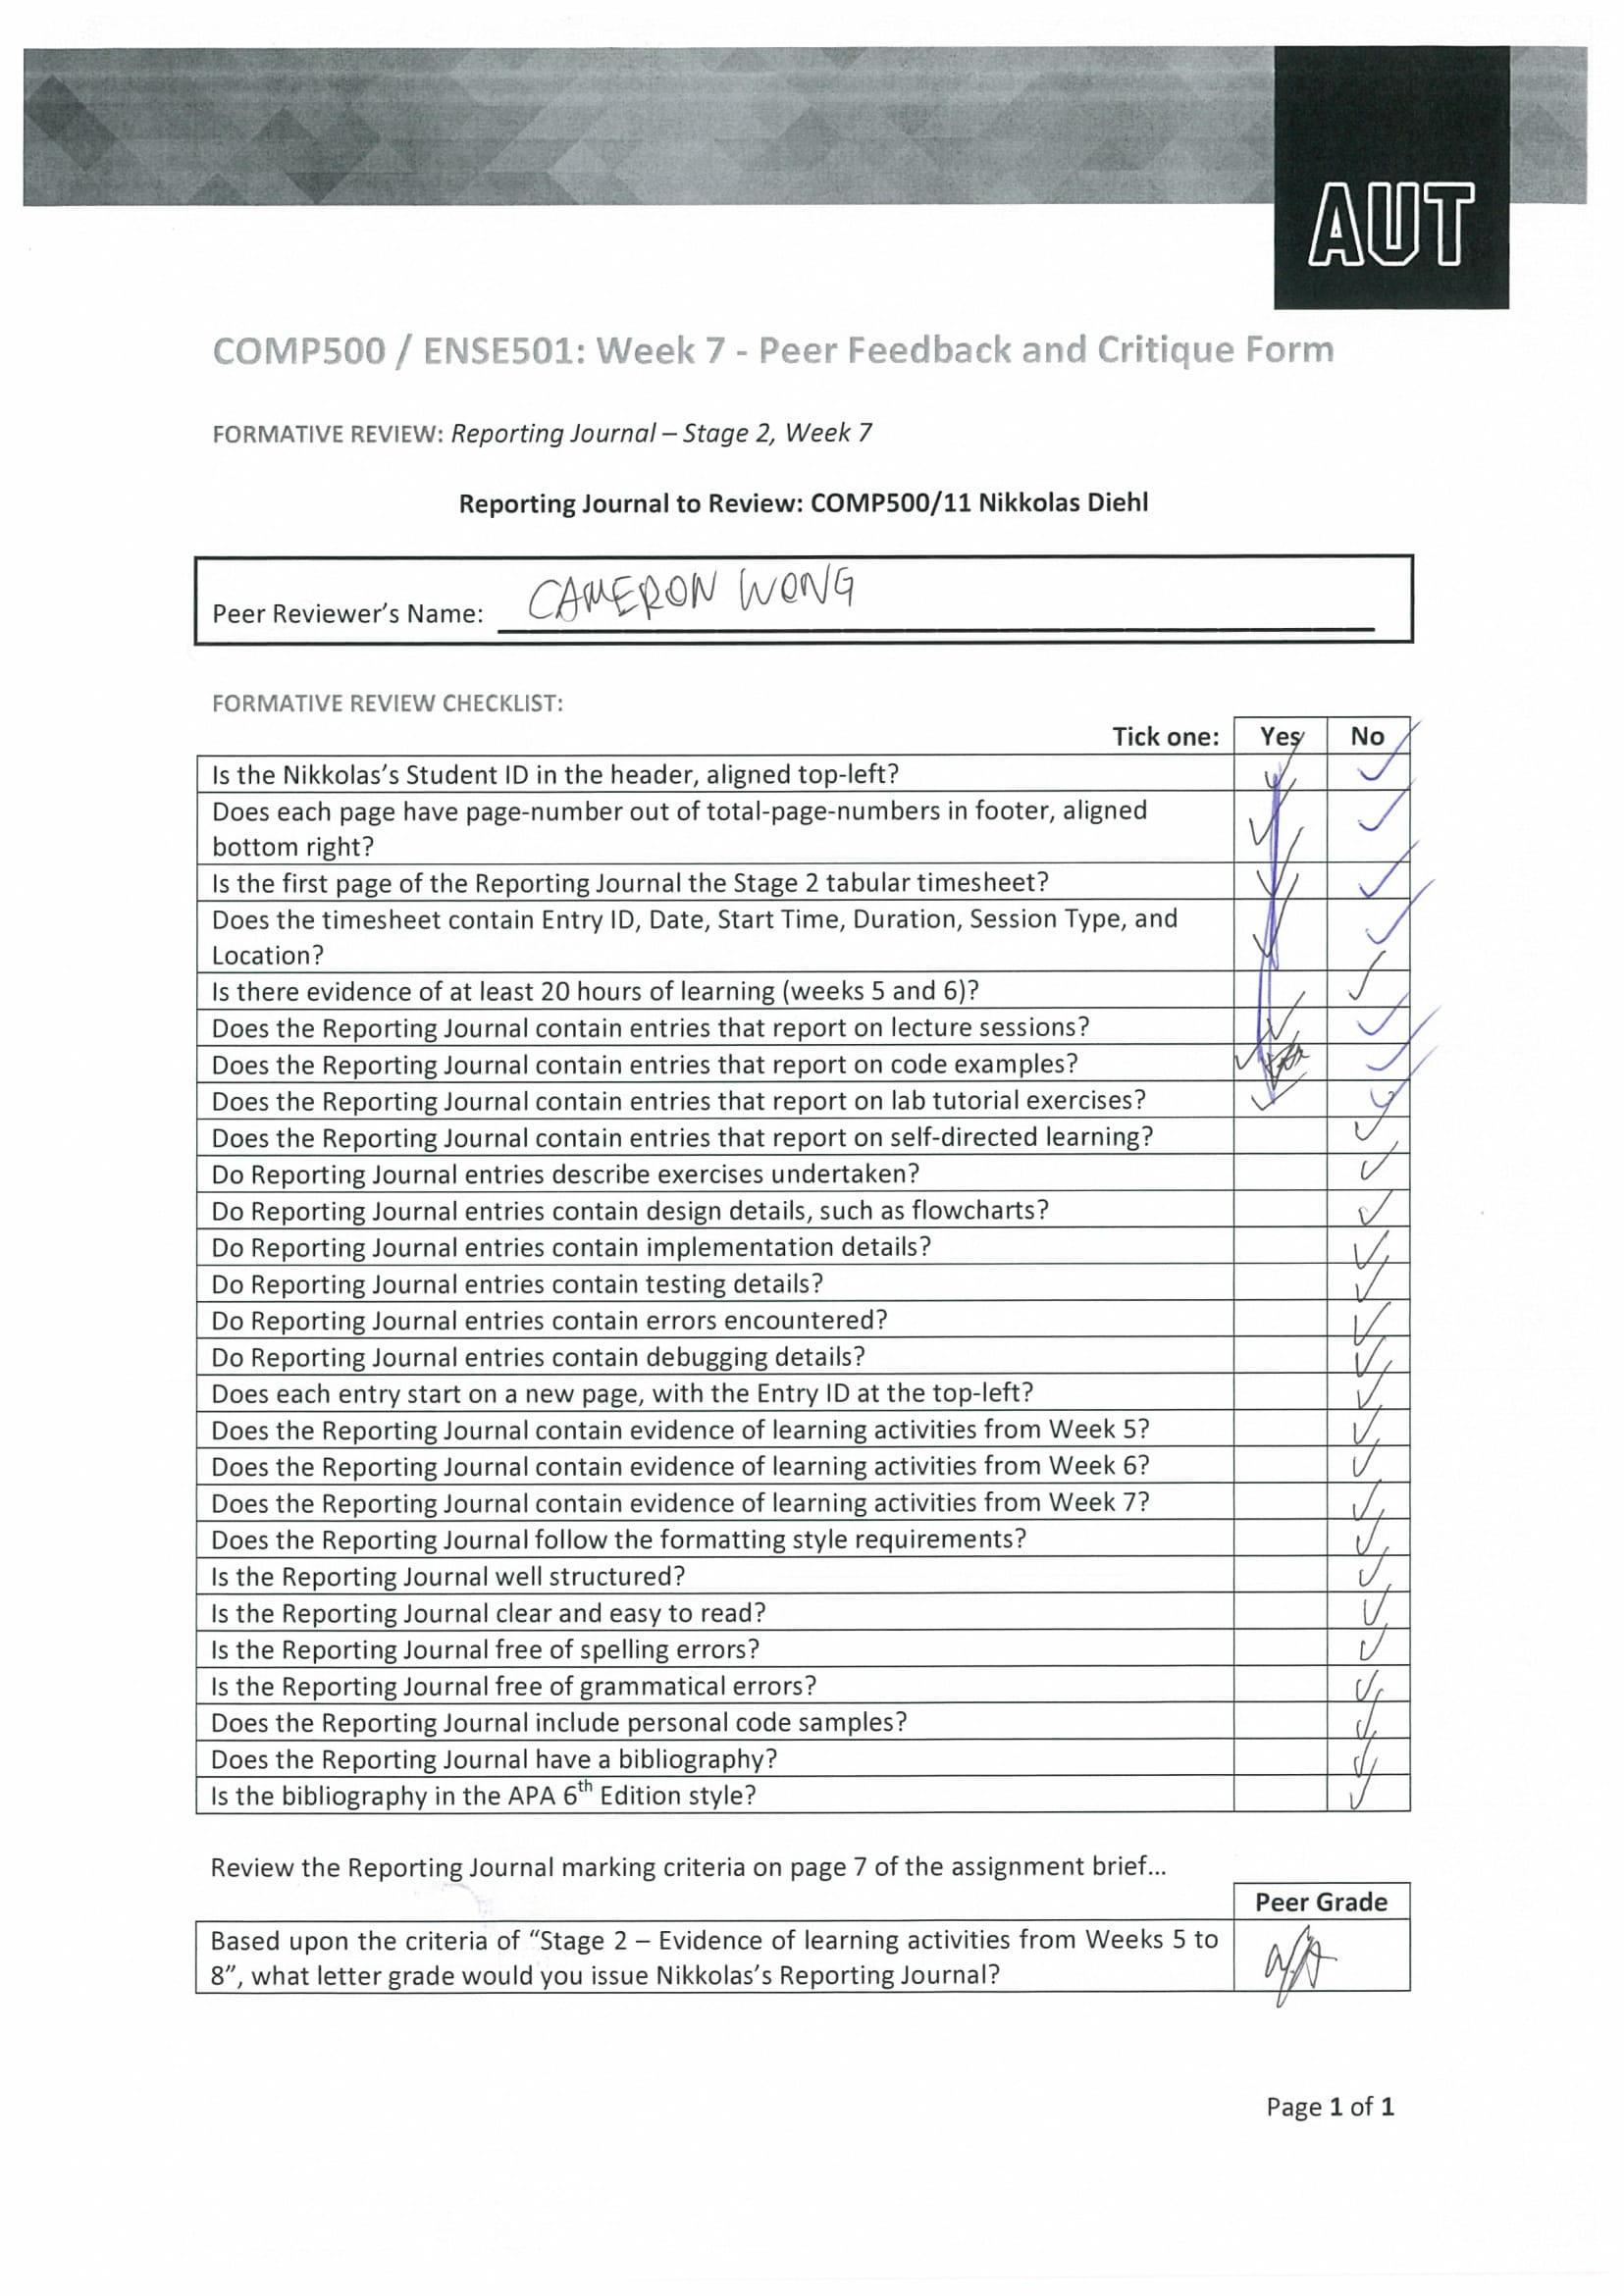 AUT
COMP500 / ENSE501: Week 7 - Peer Feedback and Critique Form
FORMATIVE REVIEW: Reporting Journal – Stage 2, Week 7
Reporting Journal to Review: COMP500/11 Nikkolas Diehl
Peer Reviewer's Name: CAMERON WONG
FORMATIVE REVIEW CHECKLIST:
Tick one: Yes No
Is the Nikkolas's Student ID in the header, aligned top-left? ✓ ✓
Does each page have page-number out of total-page-numbers in footer, aligned
bottom right? ✓ ✓
Is the first page of the Reporting Journal the Stage 2 tabular timesheet? ✓ ✓
Does the timesheet contain Entry ID, Date, Start Time, Duration, Session Type, and
Location? ✓ ✓
Is there evidence of at least 20 hours of learning (weeks 5 and 6)? ✓
Does the Reporting Journal contain entries that report on lecture sessions? ✓ ✓
Does the Reporting Journal contain entries that report on code examples? ✓ ✓
Does the Reporting Journal contain entries that report on lab tutorial exercises? ✓ ✓
Does the Reporting Journal contain entries that report on self-directed learning? ✓
Do Reporting Journal entries describe exercises undertaken? ✓
Do Reporting Journal entries contain design details, such as flowcharts? ✓
Do Reporting Journal entries contain implementation details? ✓
Do Reporting Journal entries contain testing details? ✓
Do Reporting Journal entries contain errors encountered? ✓
Do Reporting Journal entries contain debugging details? ✓
Does each entry start on a new page, with the Entry ID at the top-left? ✓
Does the Reporting Journal contain evidence of learning activities from Week 5? ✓
Does the Reporting Journal contain evidence of learning activities from Week 6? ✓
Does the Reporting Journal contain evidence of learning activities from Week 7? ✓
Does the Reporting Journal follow the formatting style requirements? ✓
Is the Reporting Journal well structured? ✓
Is the Reporting Journal clear and easy to read? ✓
Is the Reporting Journal free of spelling errors? ✓
Is the Reporting Journal free of grammatical errors? ✓
Does the Reporting Journal include personal code samples? ✓
Does the Reporting Journal have a bibliography? ✓
Is the bibliography in the APA 6th Edition style? ✓
Review the Reporting Journal marking criteria on page 7 of the assignment brief...
Peer Grade
Based upon the criteria of "Stage 2 – Evidence of learning activities from Weeks 5 to
8", what letter grade would you issue Nikkolas's Reporting Journal? N/A
Page 1 of 1